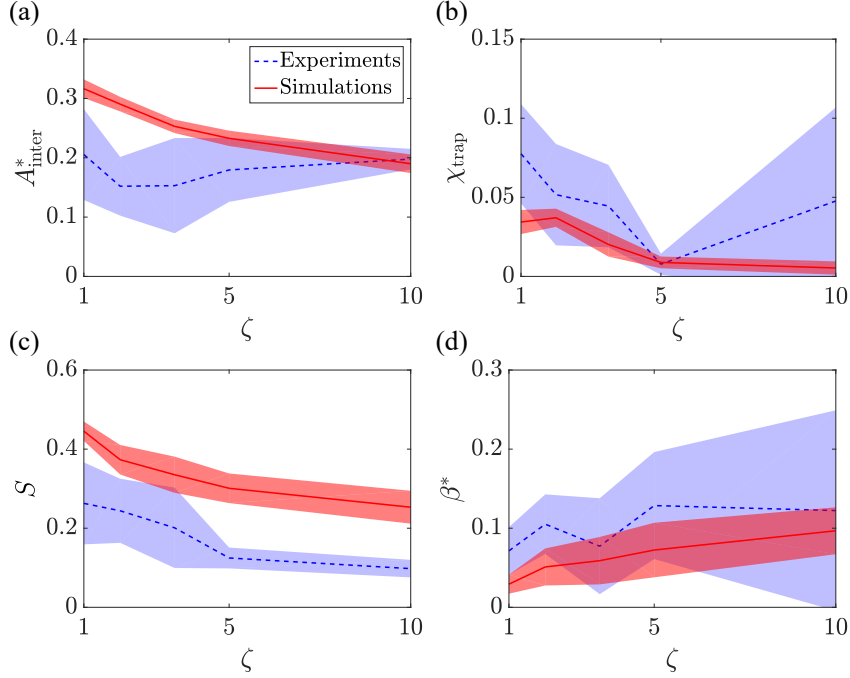 (a)
0.4
0.3
0.2
0.1
0
A*inter
Experiments
Simulations
1
5
10
ζ
(b)
0.15
0.1
0.05
0
χtrap
1
5
10
ζ
(c)
0.6
0.4
0.2
0
S
1
5
10
ζ
(d)
0.3
0.2
0.1
0
β*
1
5
10
ζ